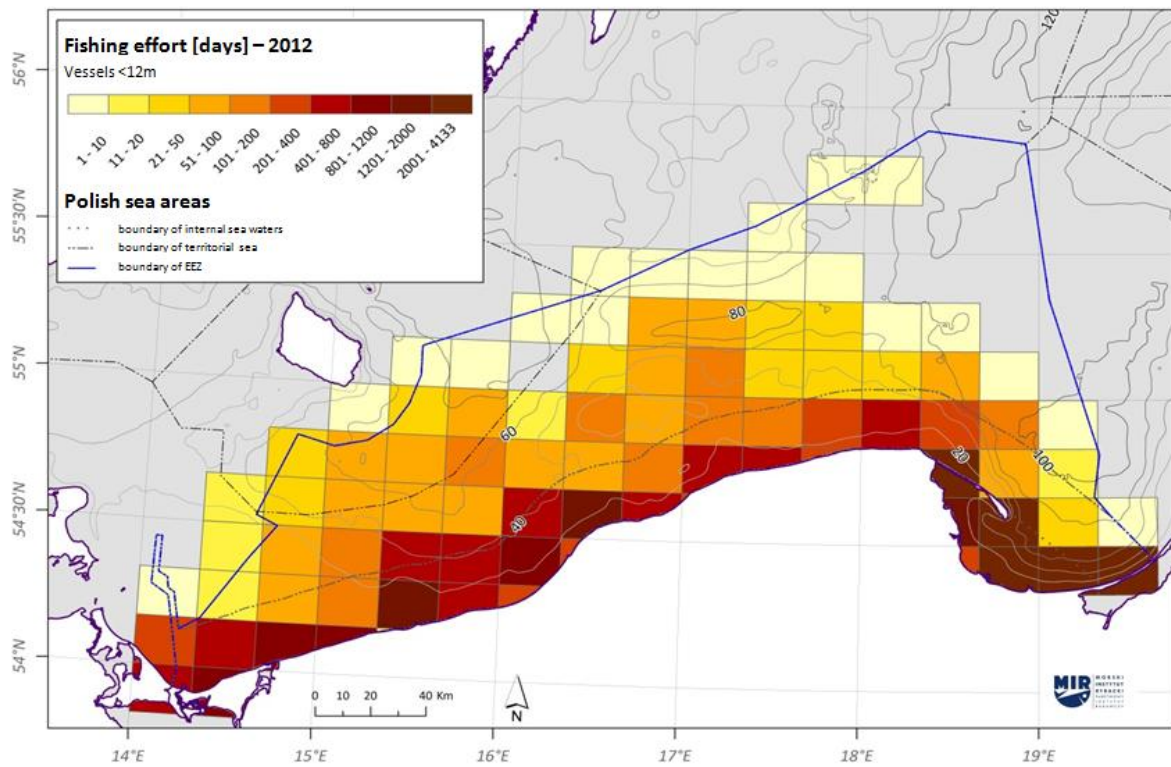 Fishing effort [days] – 2012
Vessels <12m
1 - 10
11 - 20
21 - 50
51 - 100
101 - 200
201 - 400
401 - 800
801 - 1200
1201 - 2000
2001 - 4133
Polish sea areas
boundary of internal sea waters
boundary of territorial sea
boundary of EEZ
120
56°N
55°30'N
55°N
54°30'N
54°N
80
60
40
20
100
0 10 20 40 Km
N
MIR
MORSKI
INSTYTUT
RYBACKI
14°E
15°E
16°E
17°E
18°E
19°E